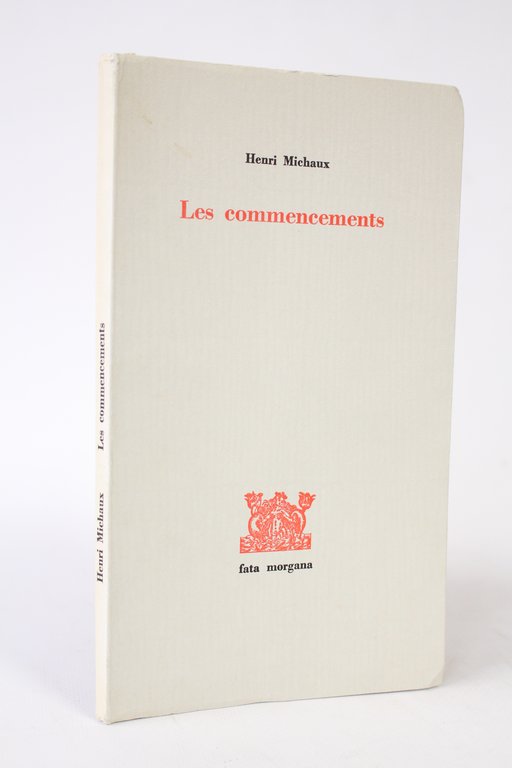 Henri Michaux
Les commencements
fata morgana
Henri Michaux Les commencements